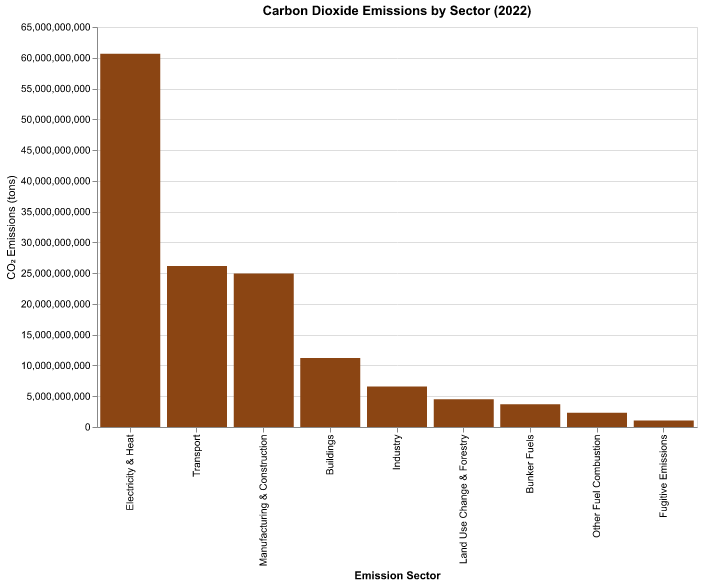 Carbon Dioxide Emissions by Sector (2022)
65,000,000,000
60,000,000,000
55,000,000,000
50,000,000,000
45,000,000,000
40,000,000,000
35,000,000,000
30,000,000,000
25,000,000,000
20,000,000,000
15,000,000,000
10,000,000,000
5,000,000,000
0
CO₂ Emissions (tons)
Electricity & Heat
Transport
Manufacturing & Construction
Buildings
Industry
Land Use Change & Forestry
Bunker Fuels
Other Fuel Combustion
Fugitive Emissions
Emission Sector